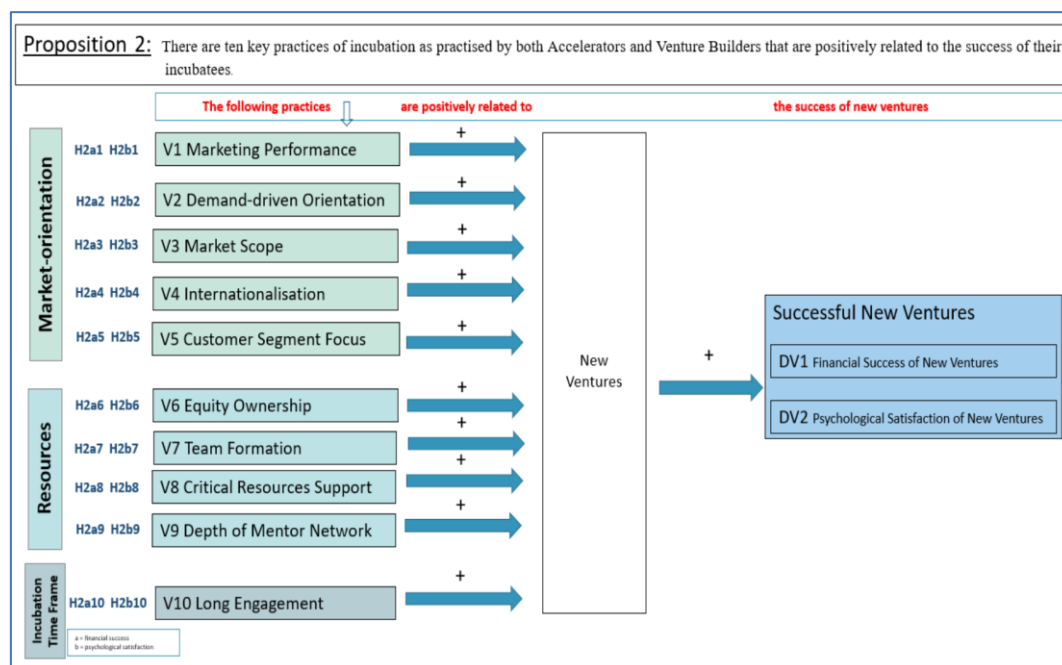 Proposition 2: There are ten key practices of incubation as practised by both Accelerators and Venture Builders that are positively related to the success of their
incubatees.
The following practices are positively related to the success of new ventures
Market-orientation
H2a1 H2b1 V1 Marketing Performance +
H2a2 H2b2 V2 Demand-driven Orientation +
H2a3 H2b3 V3 Market Scope +
H2a4 H2b4 V4 Internationalisation +
H2a5 H2b5 V5 Customer Segment Focus +
Resources
H2a6 H2b6 V6 Equity Ownership +
H2a7 H2b7 V7 Team Formation +
H2a8 H2b8 V8 Critical Resources Support +
H2a9 H2b9 V9 Depth of Mentor Network +
Incubation
Time Frame
H2a10 H2b10 V10 Long Engagement +
a = financial success
b = psychological satisfaction
New
Ventures
+
Successful New Ventures
DV1 Financial Success of New Ventures
DV2 Psychological Satisfaction of New Ventures